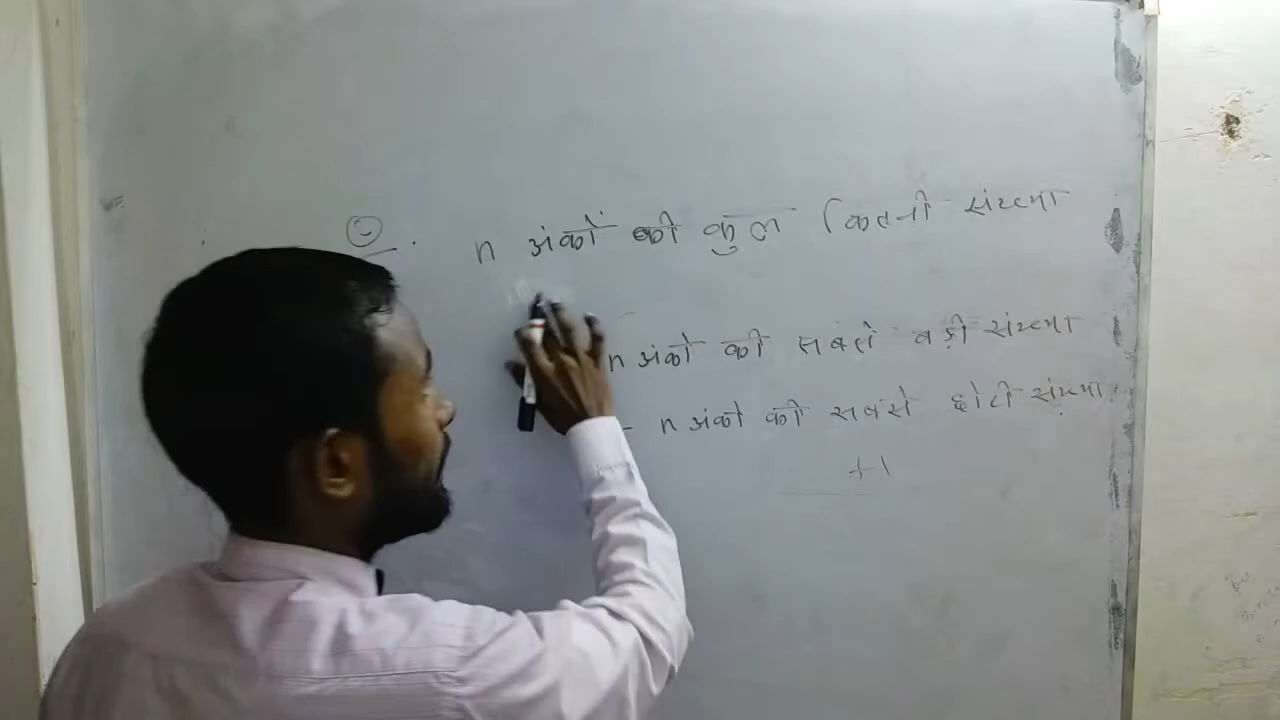 Q. n अंकों की कुल कितनी संख्या
n अंको की सबसे बड़ी संख्या
- n अंको की सबसे छोटी संख्या
+1